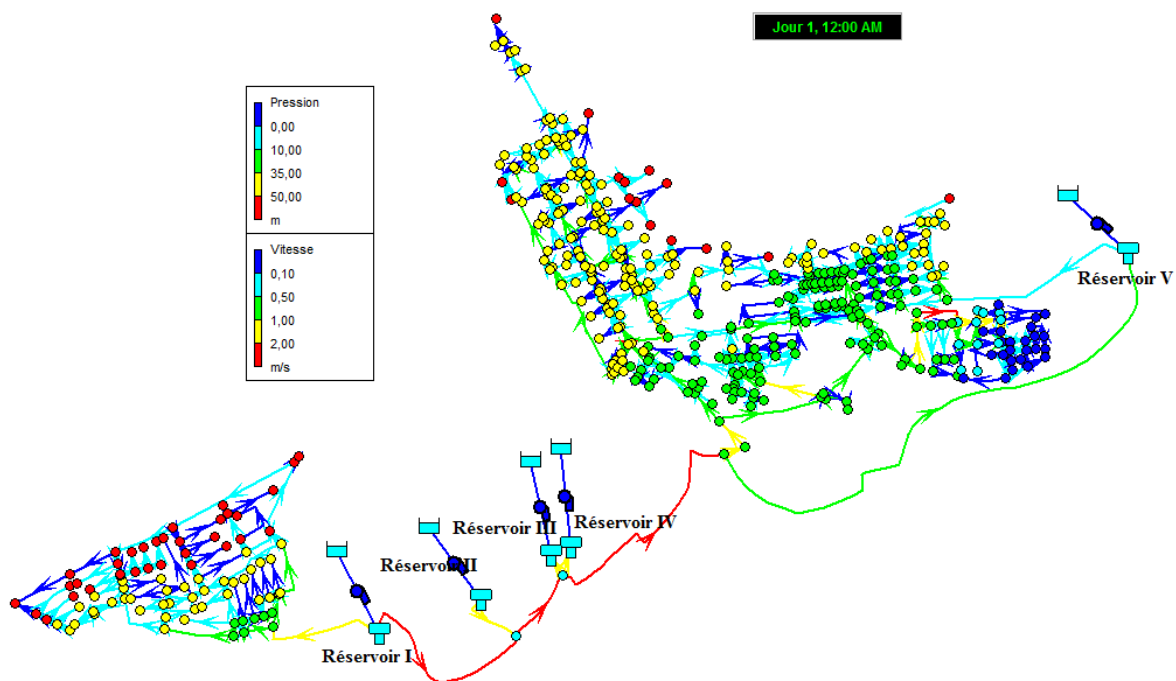 Jour 1, 12:00 AM
Pression
0,00
10,00
35,00
50,00
m
Vitesse
0,10
0,50
1,00
2,00
m/s
Réservoir V
Réservoir III
Réservoir IV
Réservoir II
Réservoir I